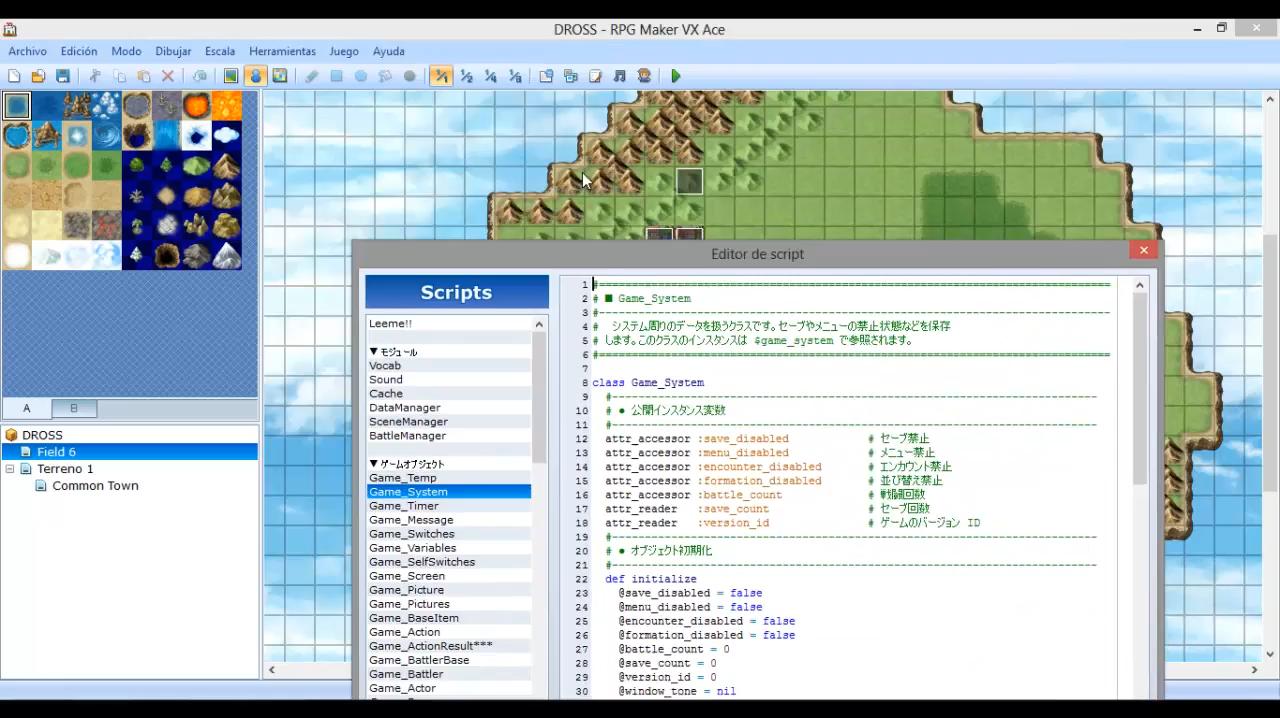 DROSS - RPG Maker VX Ace
Archivo Edición Modo Dibujar Escala Herramientas Juego Ayuda
1/1 1/2 1/4 1/8
A B
DROSS
Field 6
Terreno 1
Common Town
Editor de script
Scripts
Leeme!!
▼ モジュール
Vocab
Sound
Cache
DataManager
SceneManager
BattleManager
▼ ゲームオブジェクト
Game_Temp
Game_System
Game_Timer
Game_Message
Game_Switches
Game_Variables
Game_SelfSwitches
Game_Screen
Game_Picture
Game_Pictures
Game_BaseItem
Game_Action
Game_ActionResult***
Game_BattlerBase
Game_Battler
Game_Actor
1 #==============================================================================
2 # ■ Game_System
3 #------------------------------------------------------------------------------
4 #  システム周りのデータを扱うクラスです。セーブやメニューの禁止状態などを保存
5 # します。このクラスのインスタンスは $game_system で参照されます。
6 #==============================================================================
7
8 class Game_System
9 #--------------------------------------------------------------------------
10 # ● 公開インスタンス変数
11 #--------------------------------------------------------------------------
12 attr_accessor :save_disabled # セーブ禁止
13 attr_accessor :menu_disabled # メニュー禁止
14 attr_accessor :encounter_disabled # エンカウント禁止
15 attr_accessor :formation_disabled # 並び替え禁止
16 attr_accessor :battle_count # 戦闘回数
17 attr_reader :save_count # セーブ回数
18 attr_reader :version_id # ゲームのバージョン ID
19 #--------------------------------------------------------------------------
20 # ● オブジェクト初期化
21 #--------------------------------------------------------------------------
22 def initialize
23 @save_disabled = false
24 @menu_disabled = false
25 @encounter_disabled = false
26 @formation_disabled = false
27 @battle_count = 0
28 @save_count = 0
29 @version_id = 0
30 @window_tone = nil